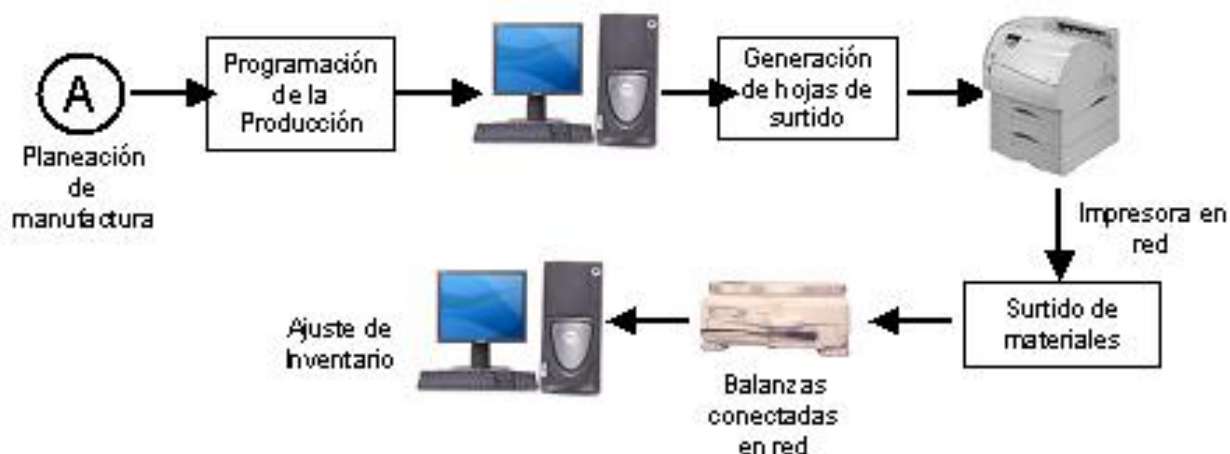 A
Planeación
de
manufactura
Programación
de la
Producción
Generación
de hojas de
surtido
Impresora en
red
Surtido de
materiales
Balanzas
conectadas
en red
Ajuste de
Inventario